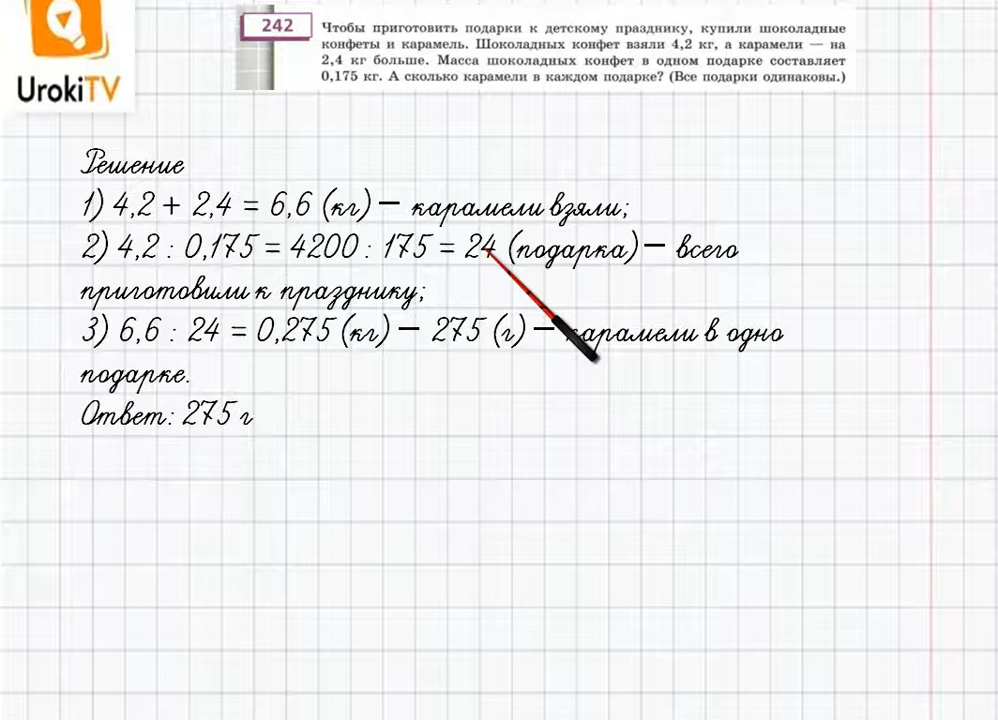 UrokiTV
242
Чтобы приготовить подарки к детскому празднику, купили шоколадные
конфеты и карамель. Шоколадных конфет взяли 4,2 кг, а карамели — на
2,4 кг больше. Масса шоколадных конфет в одном подарке составляет
0,175 кг. А сколько карамели в каждом подарке? (Все подарки одинаковы.)
Решение
1) 4,2 + 2,4 = 6,6 (кг) – карамели взяли;
2) 4,2 : 0,175 = 4200 : 175 = 24 (подарка) – всего
приготовили к празднику;
3) 6,6 : 24 = 0,275 (кг) – 275 (г) – карамели в одно
подарке.
Ответ: 275 г